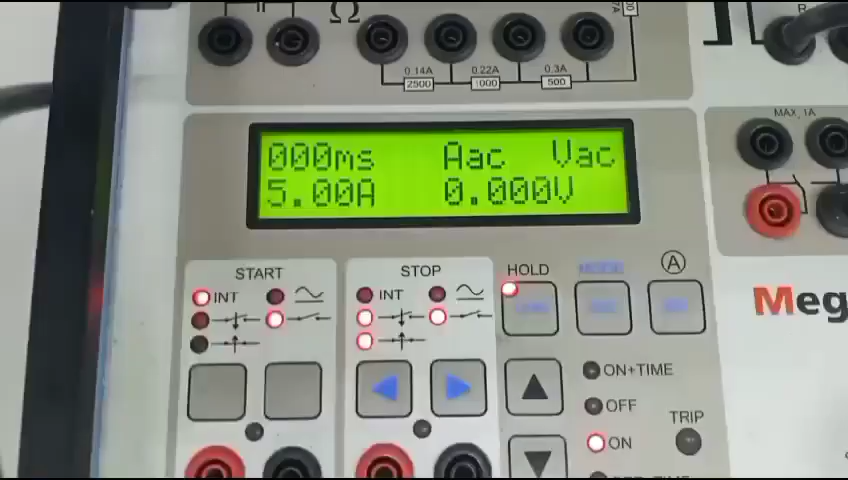 Ω
0.14A
2500
0.22A
1000
0.3A
500
R
MAX. 1A
000ms Aac Vac
5.00A 0.000V
START
STOP
HOLD
MODE
A
INT
INT
Meg
ON+TIME
OFF
TRIP
ON